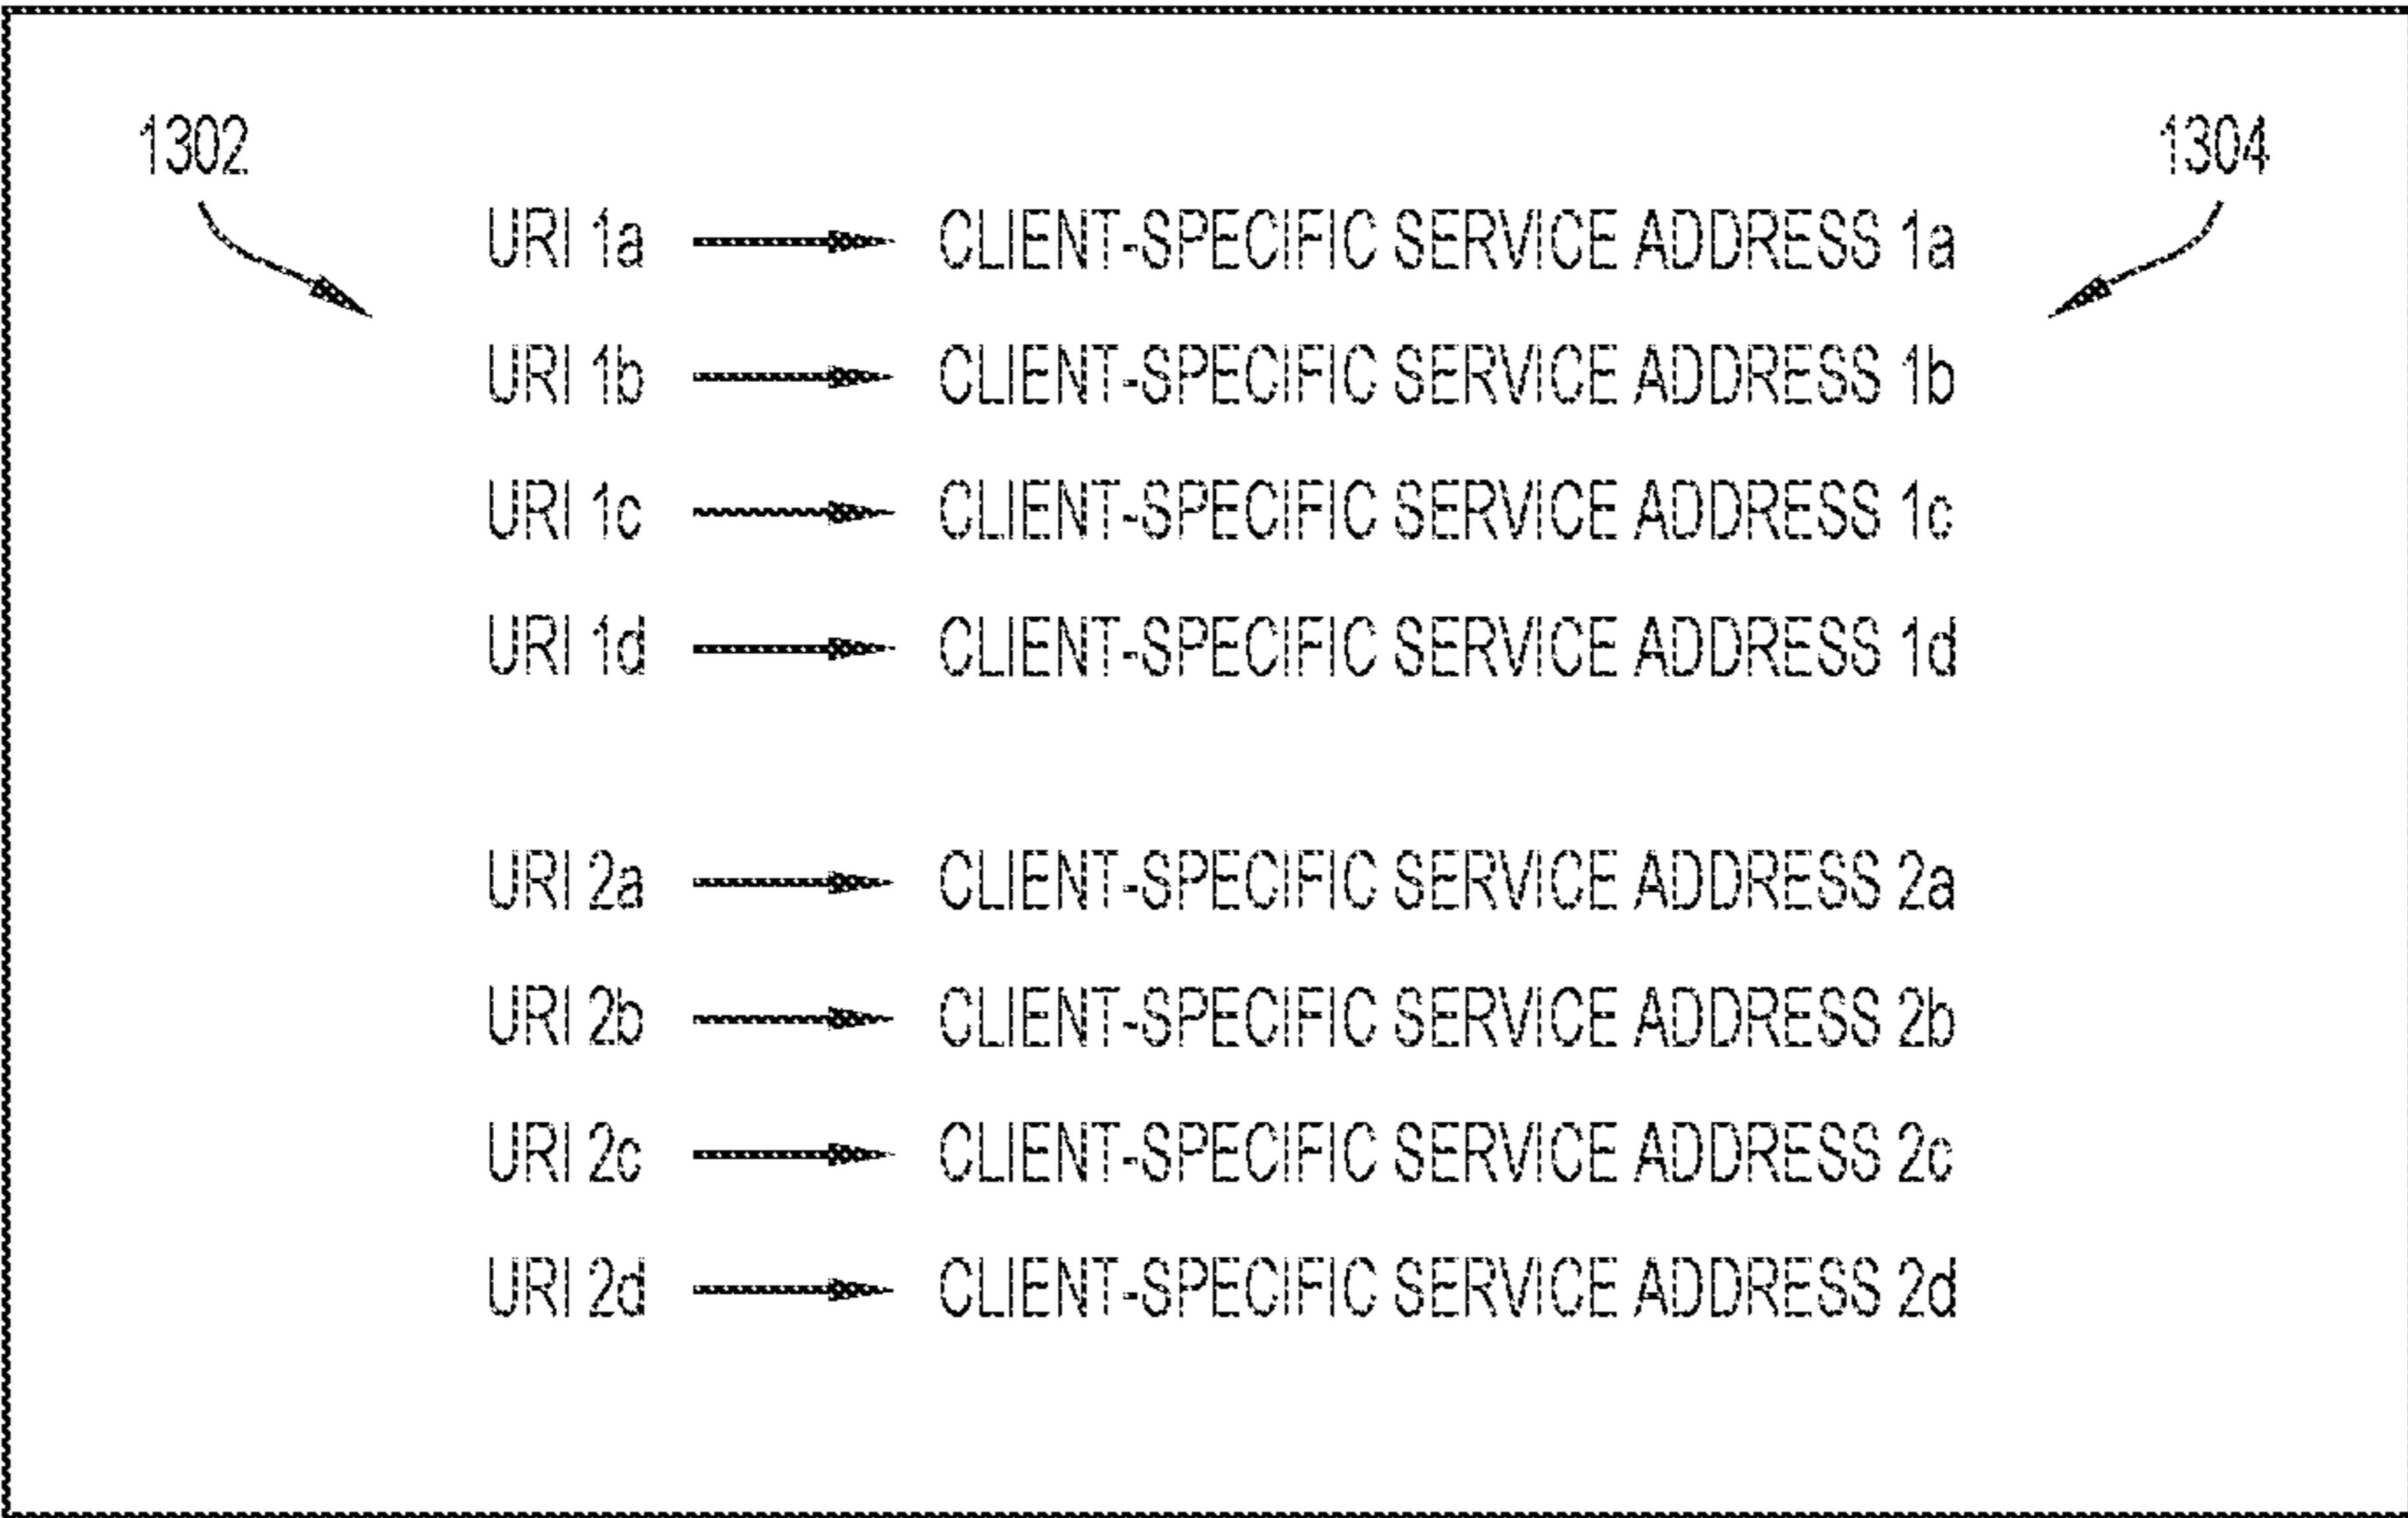 1302
1304
URI 1a CLIENT-SPECIFIC SERVICE ADDRESS 1a
URI 1b CLIENT-SPECIFIC SERVICE ADDRESS 1b
URI 1c CLIENT-SPECIFIC SERVICE ADDRESS 1c
URI 1d CLIENT-SPECIFIC SERVICE ADDRESS 1d
URI 2a CLIENT-SPECIFIC SERVICE ADDRESS 2a
URI 2b CLIENT-SPECIFIC SERVICE ADDRESS 2b
URI 2c CLIENT-SPECIFIC SERVICE ADDRESS 2c
URI 2d CLIENT-SPECIFIC SERVICE ADDRESS 2d